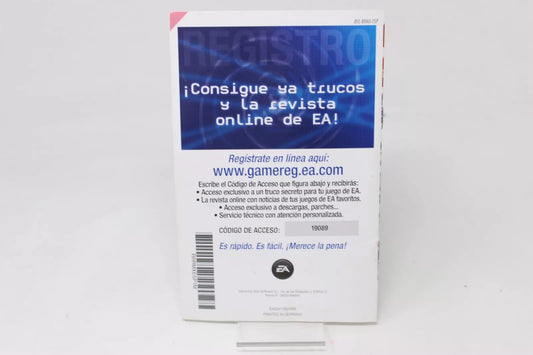 REGISTRO
¡Consigue ya trucos
y la revista
online de EA!
Regístrate en línea aquí:
www.gamereg.ea.com
Escribe el Código de Acceso que figura abajo y recibirás:
• Acceso exclusivo a un truco secreto para tu juego de EA.
• La revista online con noticias de tus juegos de EA favoritos.
• Acceso exclusivo a descargas, parches...
• Servicio técnico con atención personalizada.
CÓDIGO DE ACCESO: 19089
Es rápido. Es fácil. ¡Merece la pena!
EA